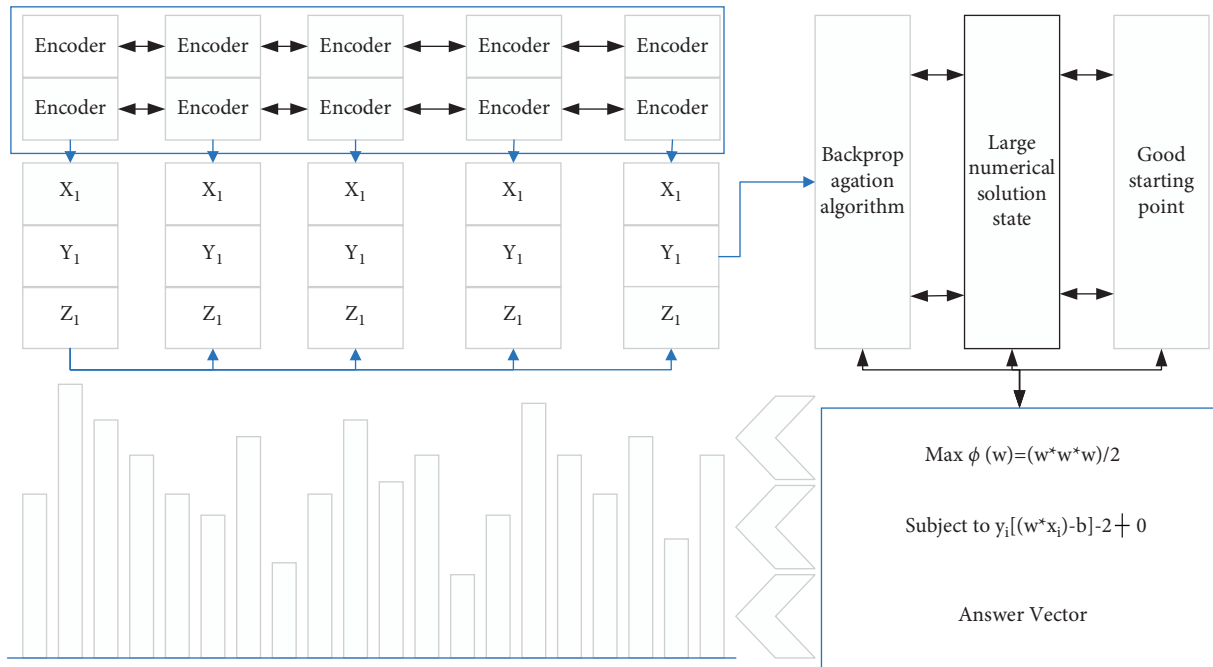 Encoder Encoder Encoder Encoder Encoder
Encoder Encoder Encoder Encoder Encoder
X₁ X₁ X₁ X₁ X₁
Y₁ Y₁ Y₁ Y₁ Y₁
Z₁ Z₁ Z₁ Z₁ Z₁
Backprop
agation
algorithm
Large
numerical
solution
state
Good
starting
point
Max ϕ (w)=(w*w*w)/2
Subject to yᵢ[(w*xᵢ)-b]-2┼ 0
Answer Vector